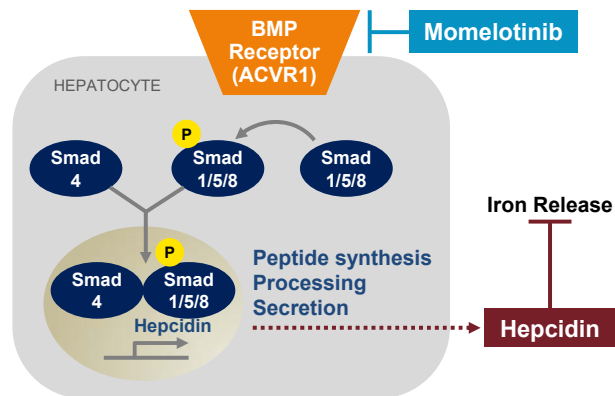 BMP
Receptor
(ACVR1)
Momelotinib
HEPATOCYTE
P
Smad
4
Smad
1/5/8
Smad
1/5/8
Iron Release
P
Smad
4
Smad
1/5/8
Hepcidin
Peptide synthesis
Processing
Secretion
Hepcidin